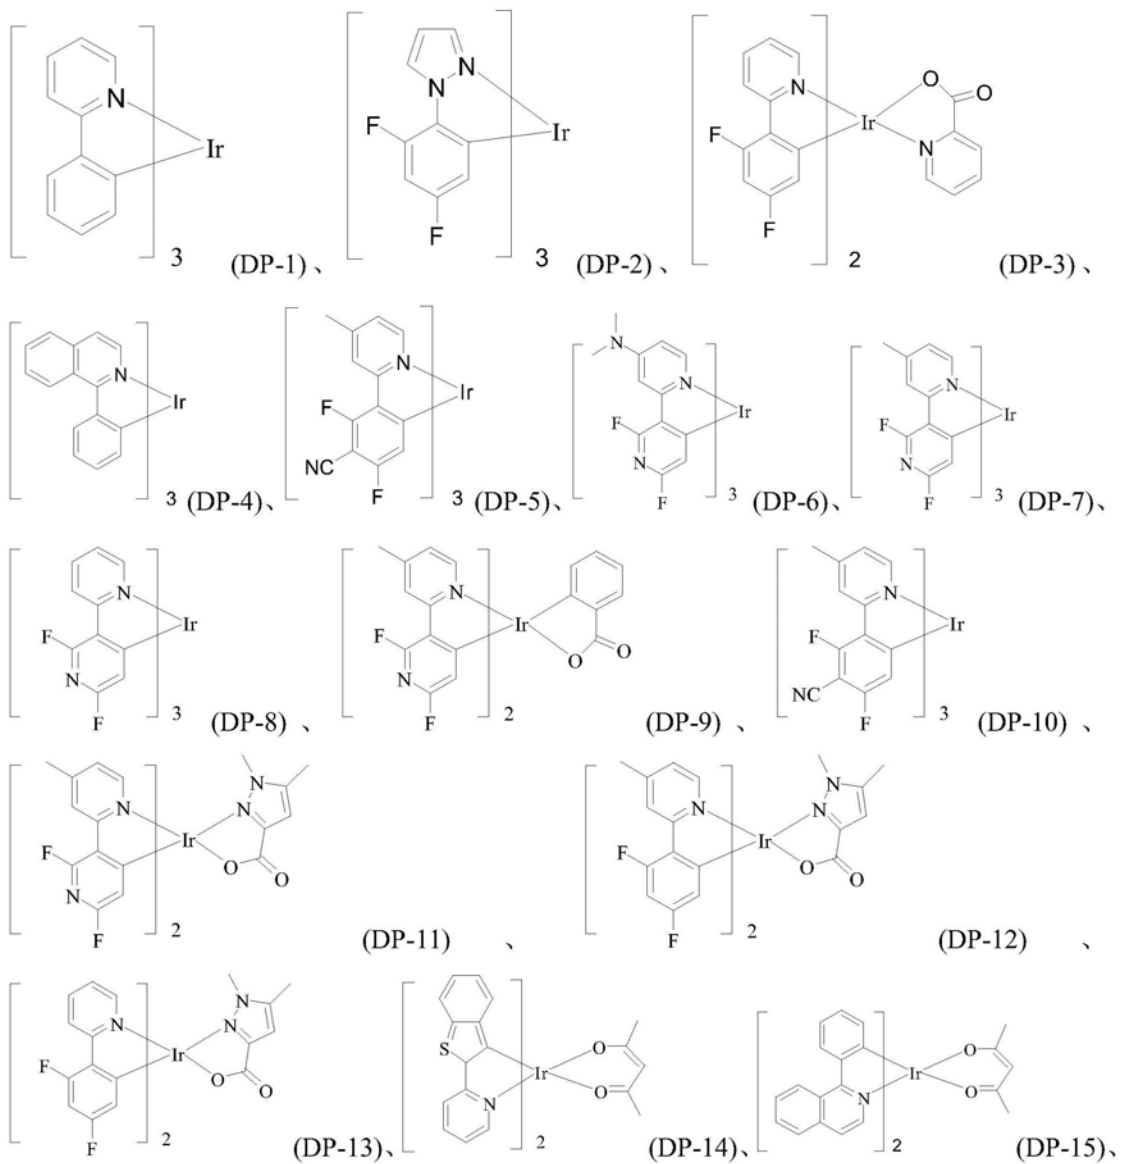 N Ir 3 (DP-1)、
N N F F Ir 3 (DP-2)、
N F F Ir O O N 2 (DP-3)、
N Ir 3 (DP-4)、
N F NC F Ir 3 (DP-5)、
N N F N F Ir 3 (DP-6)、
N F N F Ir 3 (DP-7)、
N F N F Ir 3 (DP-8)、
N F N F Ir O O 2 (DP-9)、
N F NC F Ir 3 (DP-10)、
N F N F Ir N N O O 2 (DP-11)、
N F F Ir N N O O 2 (DP-12)、
N F F Ir N N O O 2 (DP-13)、
S N Ir O O 2 (DP-14)、
N Ir O O 2 (DP-15)、